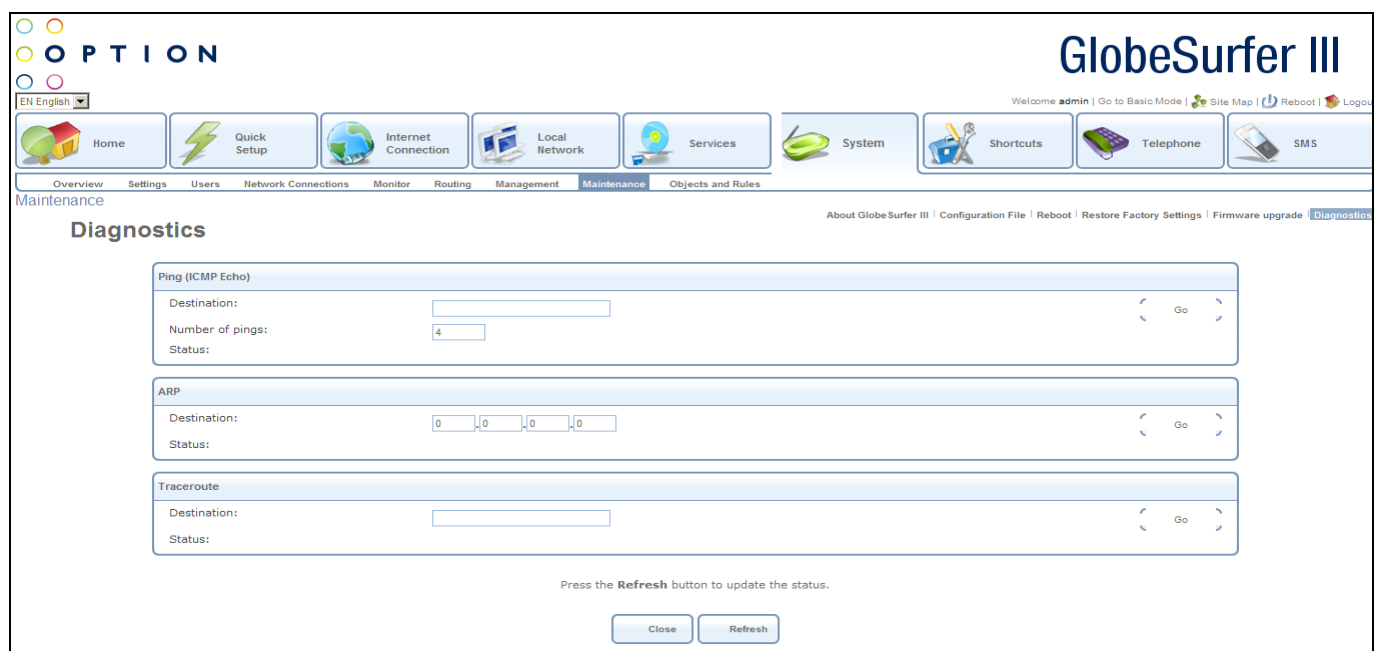 OPTION
GlobeSurfer III
EN English
Welcome admin | Go to Basic Mode | Site Map | Reboot | Logou
Home
Quick Setup
Internet Connection
Local Network
Services
System
Shortcuts
Telephone
SMS
Overview Settings Users Network Connections Monitor Routing Management Maintenance Objects and Rules
Maintenance
About GlobeSurfer III | Configuration File | Reboot | Restore Factory Settings | Firmware upgrade | Diagnostics
Diagnostics
Ping (ICMP Echo)
Destination: Go
Number of pings: 4
Status:
ARP
Destination: 0 .0 .0 .0 Go
Status:
Traceroute
Destination: Go
Status:
Press the Refresh button to update the status.
Close Refresh